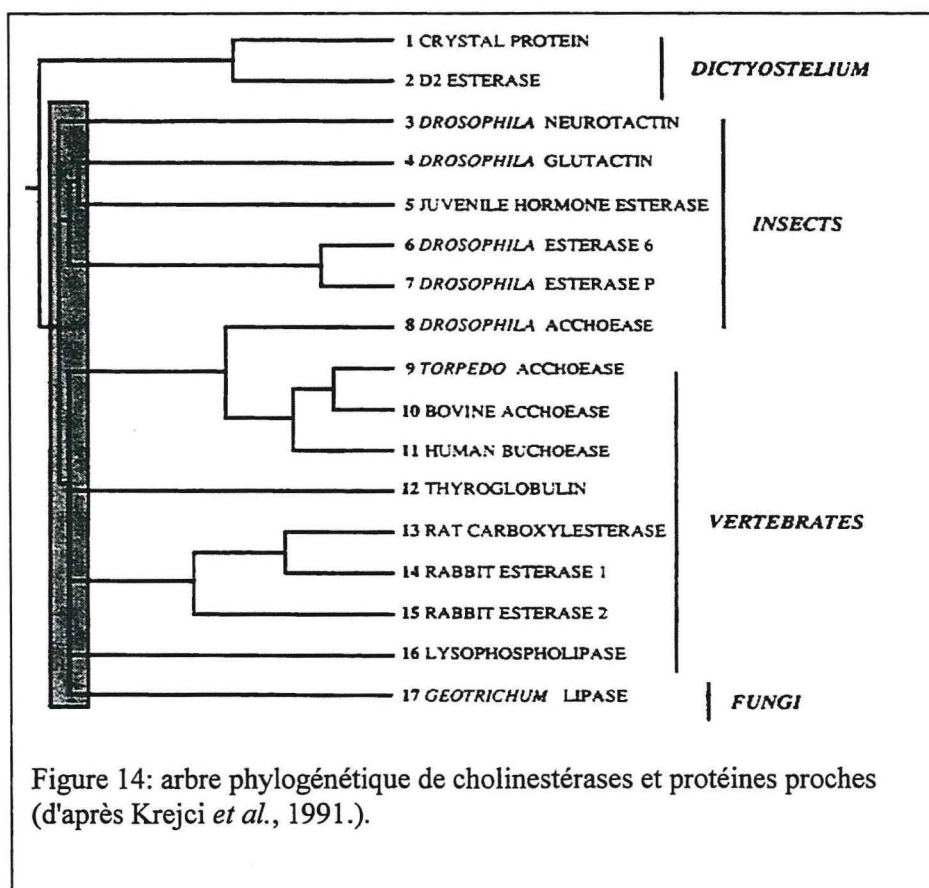 1 CRYSTAL PROTEIN
2 D2 ESTERASE
DICTYOSTELIUM
3 DROSOPHILA NEUROTACTIN
4 DROSOPHILA GLUTACTIN
5 JUVENILE HORMONE ESTERASE
6 DROSOPHILA ESTERASE 6
7 DROSOPHILA ESTERASE P
8 DROSOPHILA ACCHOEASE
INSECTS
9 TORPEDO ACCHOEASE
10 BOVINE ACCHOEASE
11 HUMAN BUCHOEASE
12 THYROGLOBULIN
13 RAT CARBOXYLESTERASE
14 RABBIT ESTERASE 1
15 RABBIT ESTERASE 2
16 LYSOPHOSPHOLIPASE
VERTEBRATES
17 GEOTRICHUM LIPASE
FUNGI
Figure 14: arbre phylogénétique de cholinestérases et protéines proches
(d'après Krejci et al., 1991.).